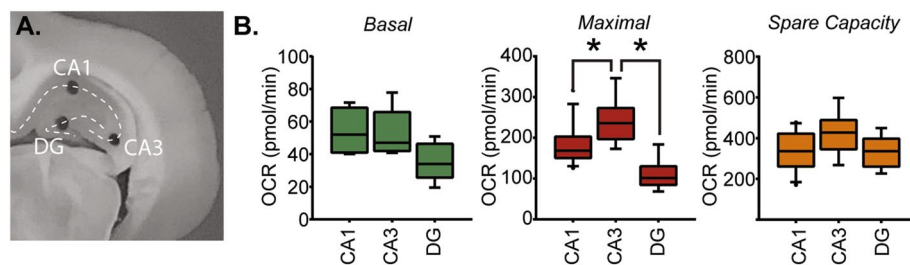 A.
CA1
DG
CA3
B.
Basal
OCR (pmol/min)
100
80
60
40
20
0
CA1
CA3
DG
Maximal
* *
OCR (pmol/min)
400
300
200
100
0
CA1
CA3
DG
Spare Capacity
OCR (pmol/min)
800
600
400
200
CA1
CA3
DG